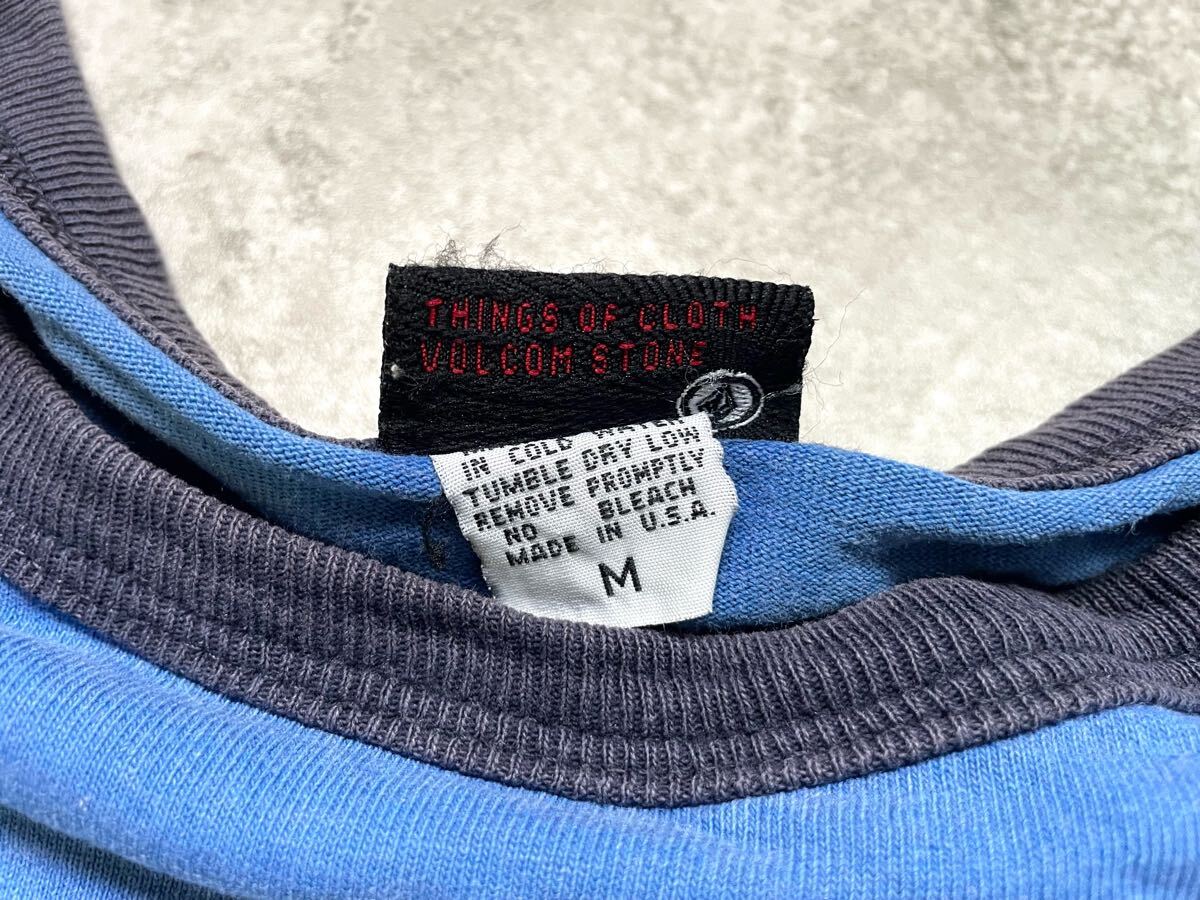 THINGS OF CLOTH
VOLCOM STONE
IN COLD WATER
TUMBLE DRY LOW
REMOVE PROMPTLY
NO BLEACH
MADE IN U.S.A.
M